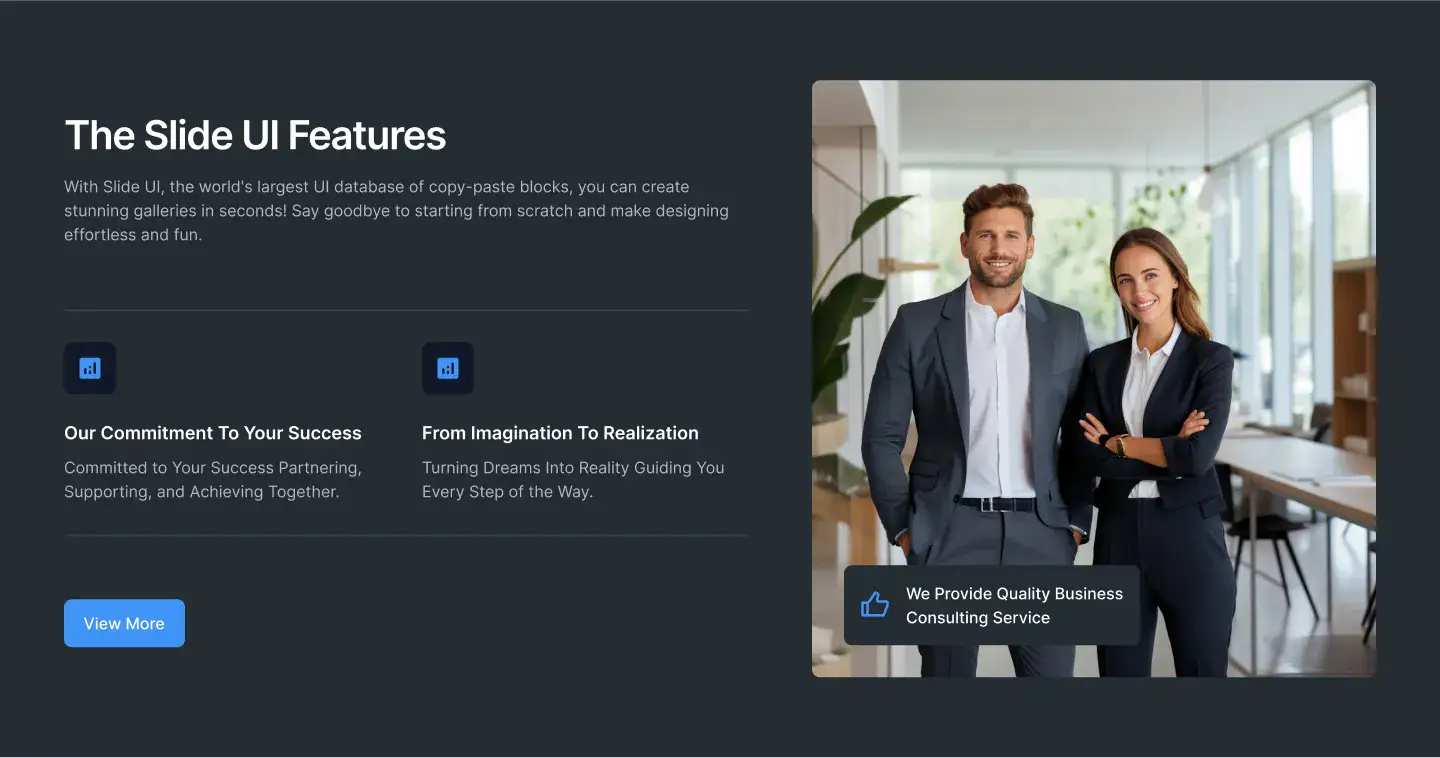 The Slide UI Features
With Slide UI, the world's largest UI database of copy-paste blocks, you can create
stunning galleries in seconds! Say goodbye to starting from scratch and make designing
effortless and fun.
Our Commitment To Your Success
Committed to Your Success Partnering,
Supporting, and Achieving Together.
From Imagination To Realization
Turning Dreams Into Reality Guiding You
Every Step of the Way.
View More
We Provide Quality Business
Consulting Service